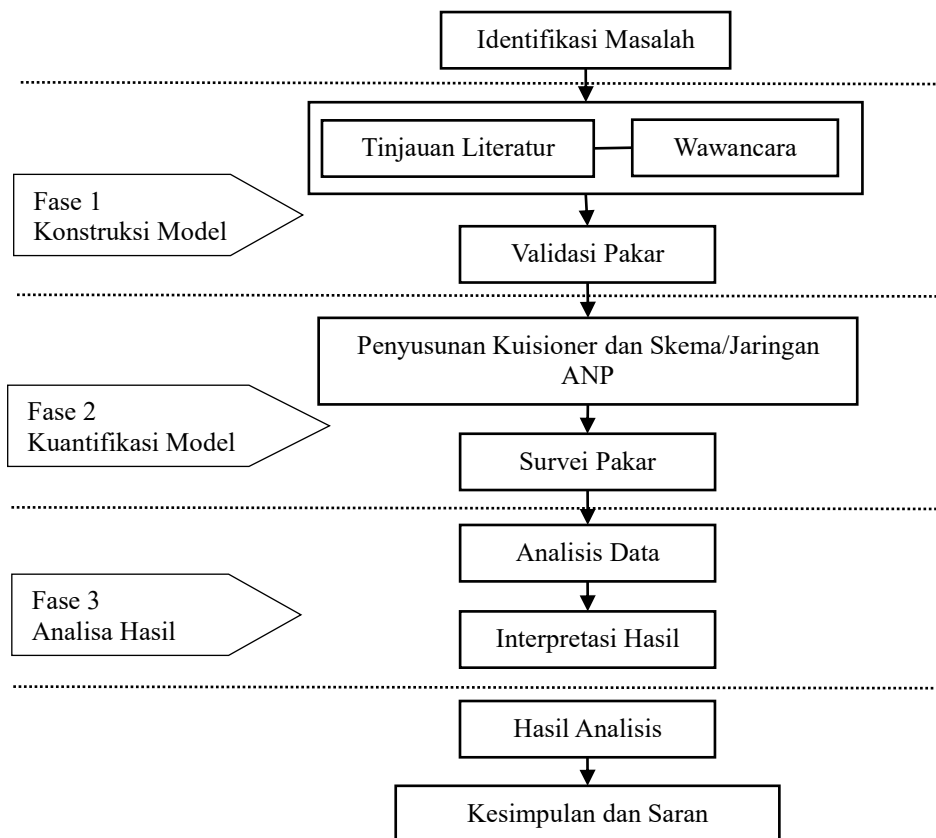 Identifikasi Masalah
Tinjauan Literatur
Wawancara
Fase 1
Konstruksi Model
Validasi Pakar
Penyusunan Kuisioner dan Skema/Jaringan
ANP
Fase 2
Kuantifikasi Model
Survei Pakar
Analisis Data
Fase 3
Analisa Hasil
Interpretasi Hasil
Hasil Analisis
Kesimpulan dan Saran